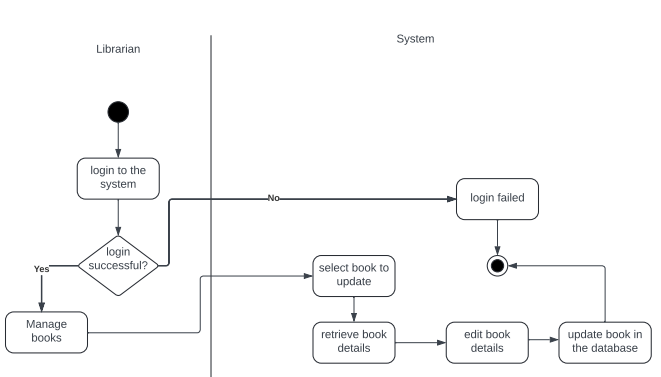 Librarian
System
login to the
system
No
login failed
login
successful?
Yes
select book to
update
Manage
books
retrieve book
details
edit book
details
update book in
the database